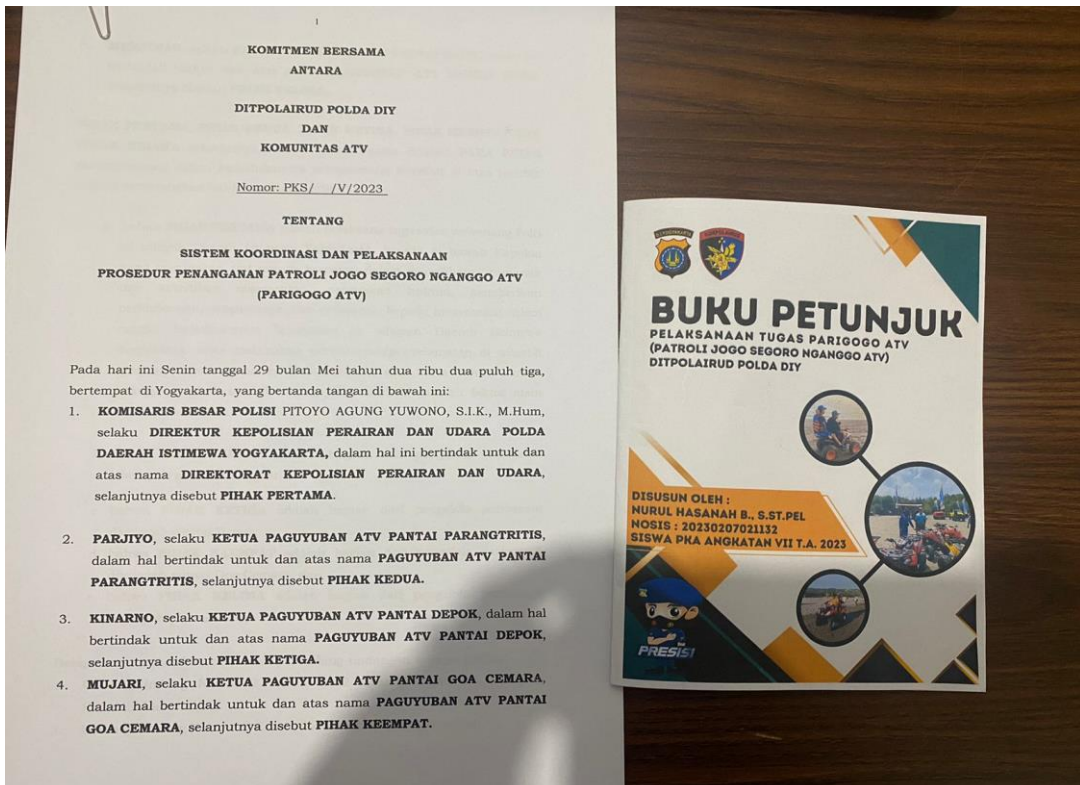 1
KOMITMEN BERSAMA
ANTARA
DITPOLAIRUD POLDA DIY
DAN
KOMUNITAS ATV
Nomor: PKS/ /V/2023
TENTANG
SISTEM KOORDINASI DAN PELAKSANAAN
PROSEDUR PENANGANAN PATROLI JOGO SEGORO NGANGGO ATV
(PARIGOGO ATV)
Pada hari ini Senin tanggal 29 bulan Mei tahun dua ribu dua puluh tiga,
bertempat di Yogyakarta, yang bertanda tangan di bawah ini:
1. KOMISARIS BESAR POLISI PITOYO AGUNG YUWONO, S.I.K., M.Hum,
selaku DIREKTUR KEPOLISIAN PERAIRAN DAN UDARA POLDA
DAERAH ISTIMEWA YOGYAKARTA, dalam hal ini bertindak untuk dan
atas nama DIREKTORAT KEPOLISIAN PERAIRAN DAN UDARA,
selanjutnya disebut PIHAK PERTAMA.
2. PARJIYO, selaku KETUA PAGUYUBAN ATV PANTAI PARANGTRITIS,
dalam hal bertindak untuk dan atas nama PAGUYUBAN ATV PANTAI
PARANGTRITIS, selanjutnya disebut PIHAK KEDUA.
3. KINARNO, selaku KETUA PAGUYUBAN ATV PANTAI DEPOK, dalam hal
bertindak untuk dan atas nama PAGUYUBAN ATV PANTAI DEPOK,
selanjutnya disebut PIHAK KETIGA.
4. MUJARI, selaku KETUA PAGUYUBAN ATV PANTAI GOA CEMARA,
dalam hal bertindak untuk dan atas nama PAGUYUBAN ATV PANTAI
GOA CEMARA, selanjutnya disebut PIHAK KEEMPAT.
BUKU PETUNJUK
PELAKSANAAN TUGAS PARIGOGO ATV
(PATROLI JOGO SEGORO NGANGGO ATV)
DITPOLAIRUD POLDA DIY
DISUSUN OLEH :
NURUL HASANAH B., S.ST.PEL
NOSIS : 20230207021132
SISWA PKA ANGKATAN VII T.A. 2023
PRESISI